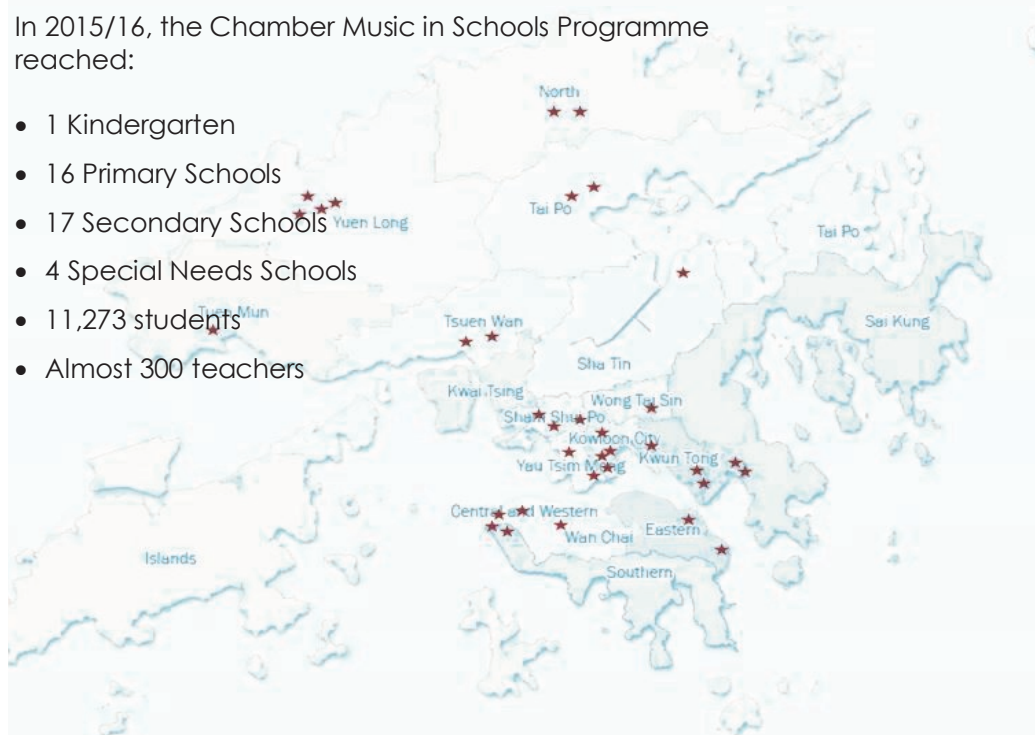 In 2015/16, the Chamber Music in Schools Programme
reached:
• 1 Kindergarten
• 16 Primary Schools
• 17 Secondary Schools
• 4 Special Needs Schools
• 11,273 students
• Almost 300 teachers
North
Yuen Long
Tai Po
Tai Po
Tuen Mun
Tsuen Wan
Sai Kung
Sha Tin
Kwai Tsing
Wong Tai Sin
Sham Shui Po
Kowloon City
Yau Tsim Mong
Kwun Tong
Central and Western
Wan Chai
Eastern
Islands
Southern